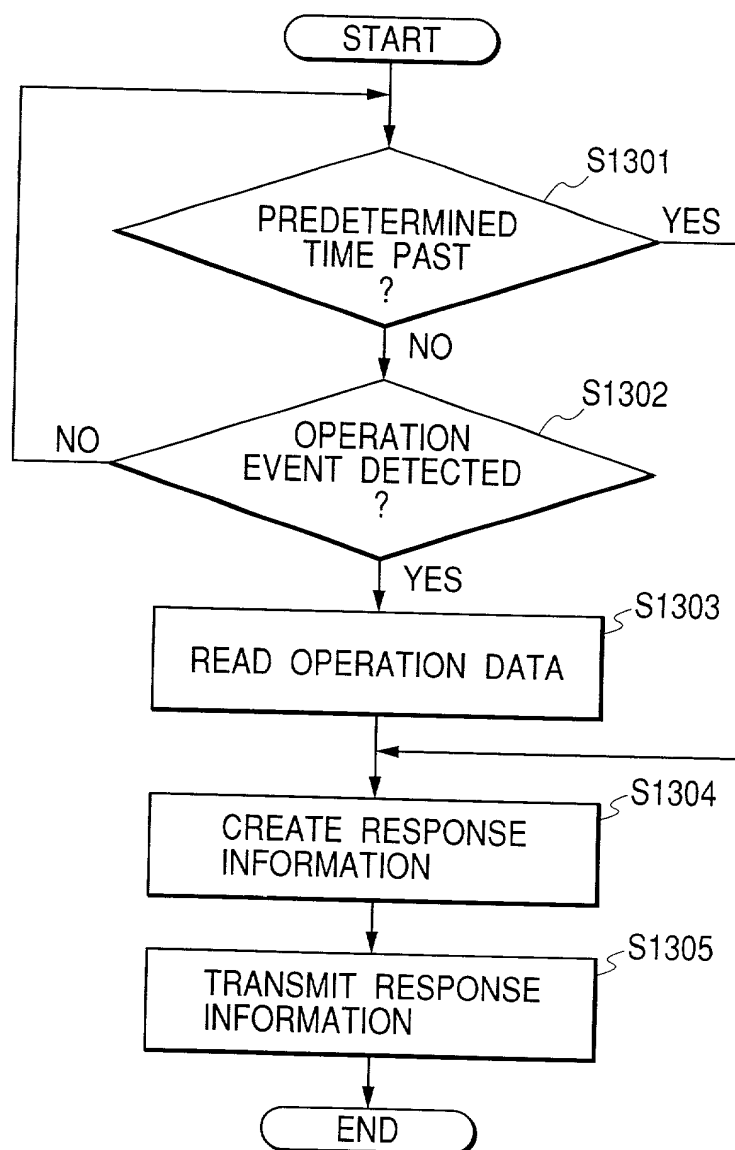 START
S1301
PREDETERMINED
TIME PAST
?
YES
NO
S1302
OPERATION
EVENT DETECTED
?
NO
YES
S1303
READ OPERATION DATA
S1304
CREATE RESPONSE
INFORMATION
S1305
TRANSMIT RESPONSE
INFORMATION
END